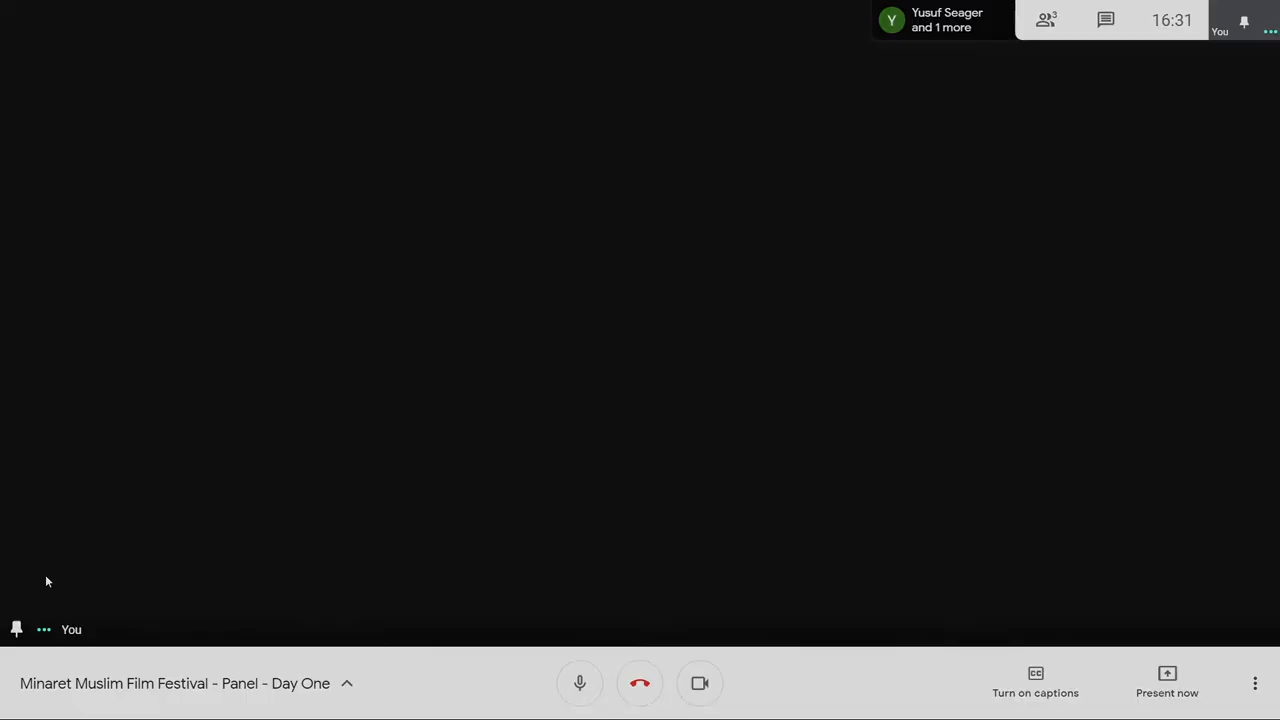 Y
Yusuf Seager
and 1 more
3
16:31
You
You
Minaret Muslim Film Festival - Panel - Day One
CC
Turn on captions
Present now